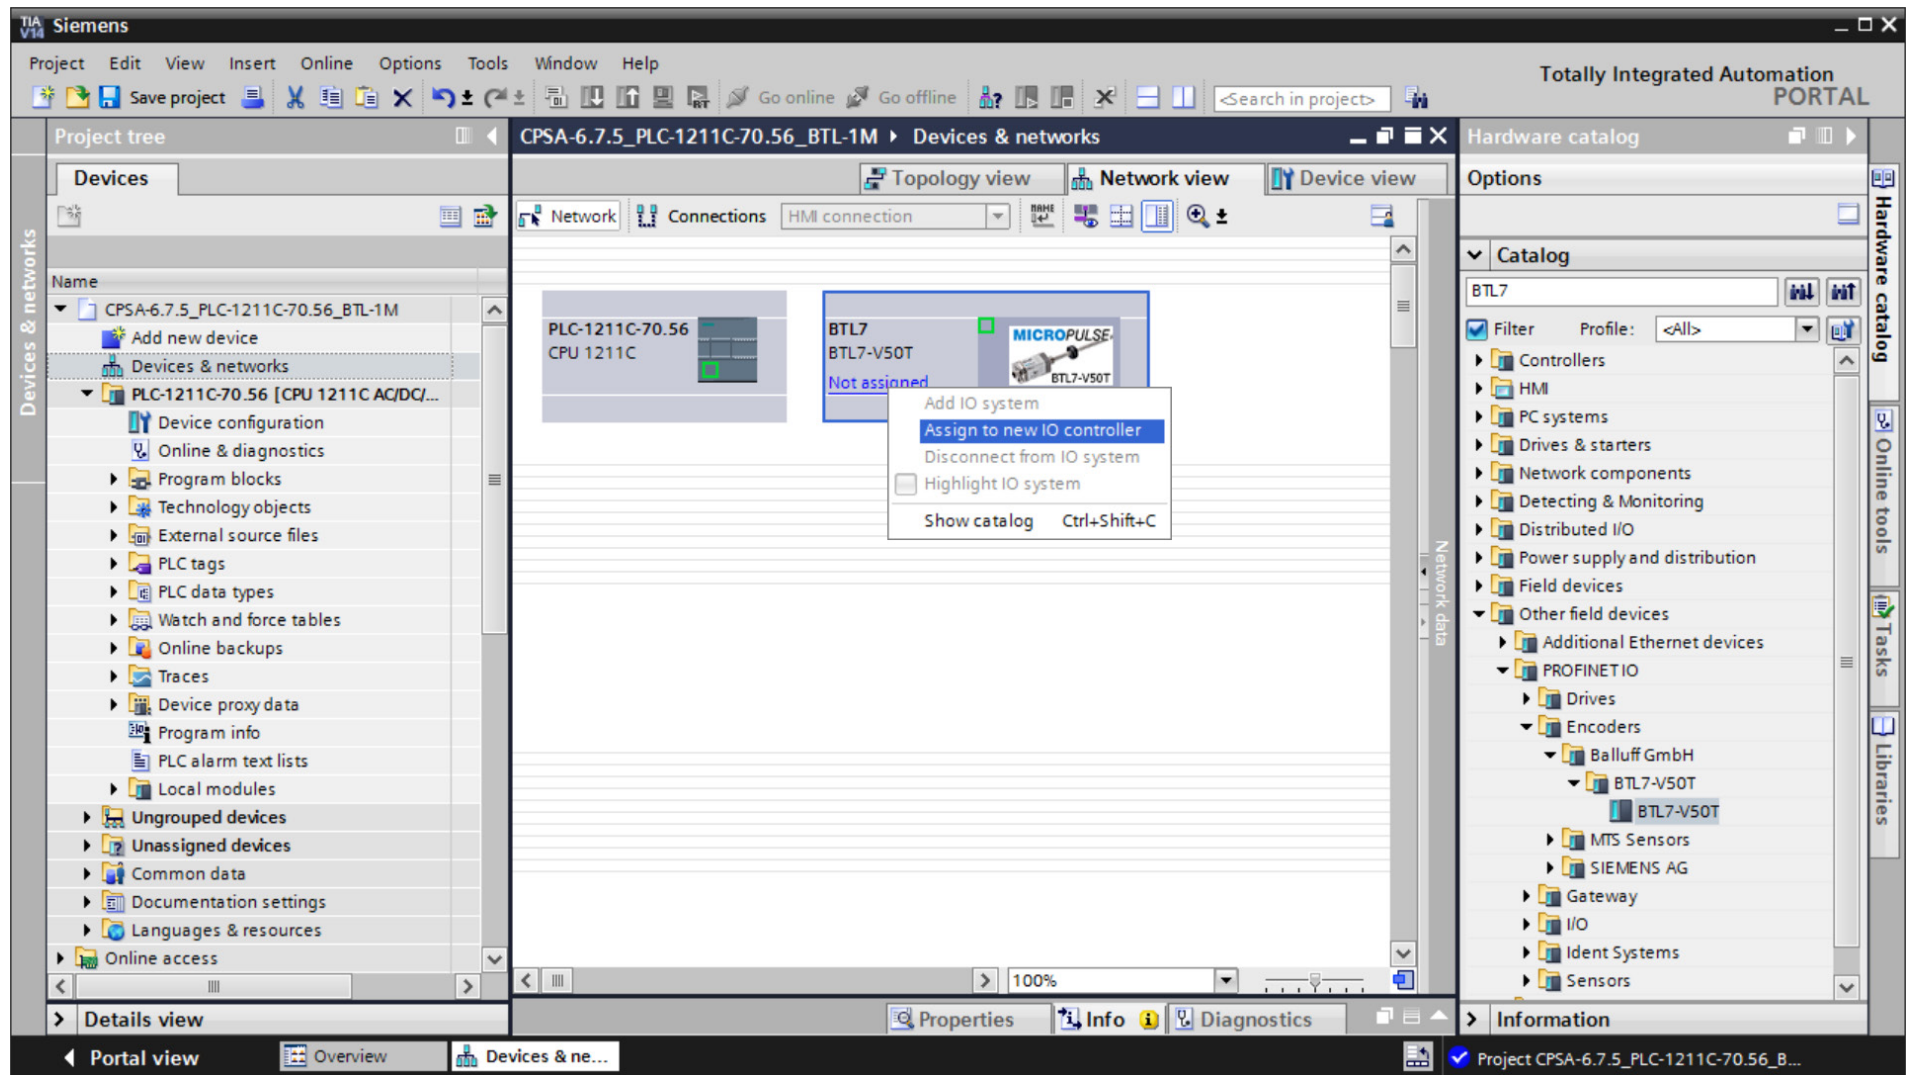 TIA V14 Siemens
Project Edit View Insert Online Options Tools Window Help
Totally Integrated Automation
PORTAL
Save project Go online Go offline <Search in project>
Project tree
CPSA-6.7.5_PLC-1211C-70.56_BTL-1M Devices & networks
Hardware catalog
Devices
Topology view Network view Device view
Options
Network Connections HMI connection
Catalog
BTL7
Filter Profile: <All>
Name
CPSA-6.7.5_PLC-1211C-70.56_BTL-1M
Add new device
Devices & networks
PLC-1211C-70.56 [CPU 1211C AC/DC/...
Device configuration
Online & diagnostics
Program blocks
Technology objects
External source files
PLC tags
PLC data types
Watch and force tables
Online backups
Traces
Device proxy data
Program info
PLC alarm text lists
Local modules
Ungrouped devices
Unassigned devices
Common data
Documentation settings
Languages & resources
Online access
Details view
PLC-1211C-70.56
CPU 1211C
BTL7
BTL7-V50T
Not assigned
MICROPULSE
BTL7-V50T
Add IO system
Assign to new IO controller
Disconnect from IO system
Highlight IO system
Show catalog Ctrl+Shift+C
100%
Network data
Properties Info Diagnostics
Controllers
HMI
PC systems
Drives & starters
Network components
Detecting & Monitoring
Distributed I/O
Power supply and distribution
Field devices
Other field devices
Additional Ethernet devices
PROFINET IO
Drives
Encoders
Balluff GmbH
BTL7-V50T
BTL7-V50T
MTS Sensors
SIEMENS AG
Gateway
I/O
Ident Systems
Sensors
Information
Devices & networks
Hardware catalog
Online tools
Tasks
Libraries
Portal view Overview Devices & ne...
Project CPSA-6.7.5_PLC-1211C-70.56_B...